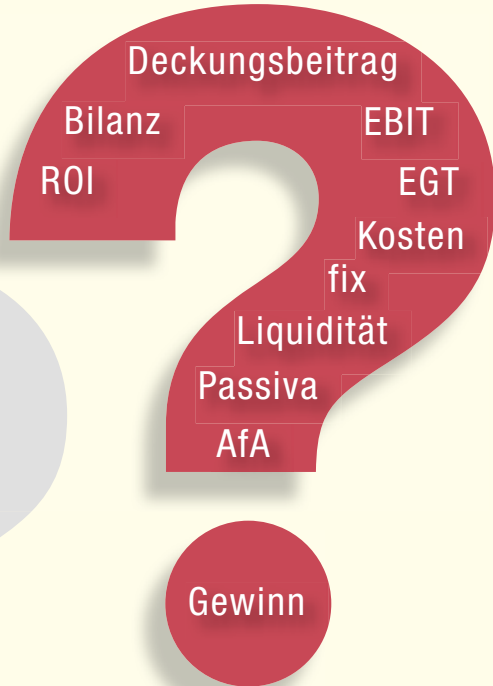 Deckungsbeitrag
Bilanz EBIT
ROI EGT
Kosten
fix
Liquidität
Passiva
AfA
Gewinn